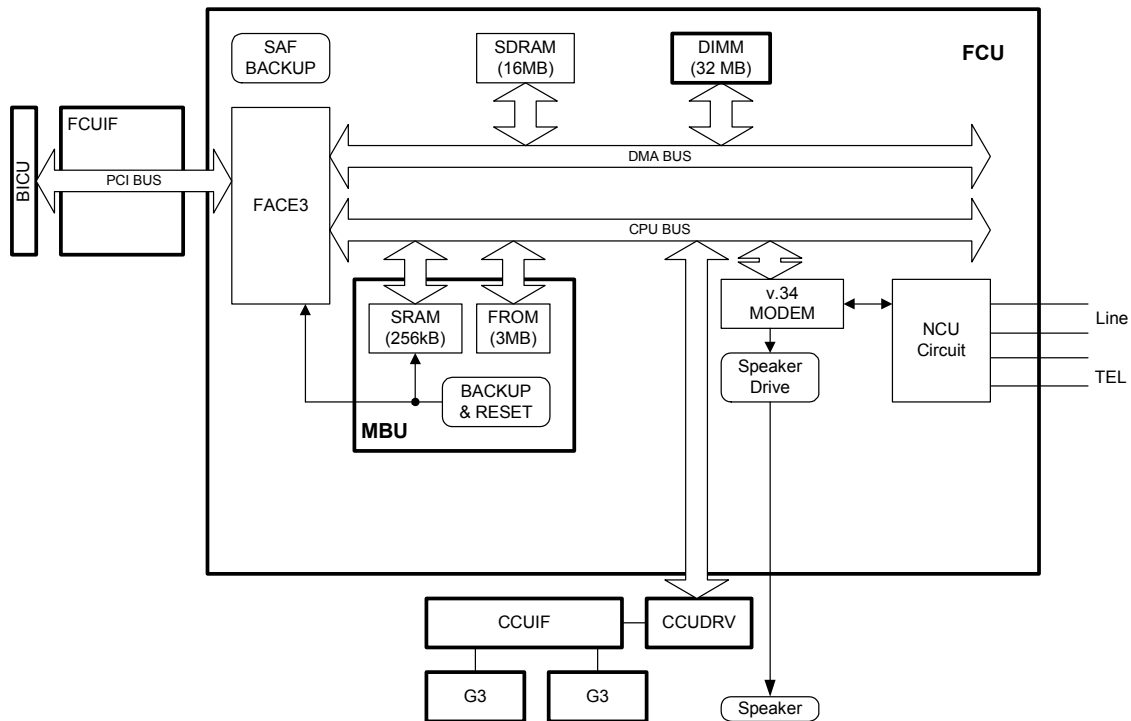 SAF
BACKUP
SDRAM
(16MB)
DIMM
(32 MB)
FCU
FCUIF
BICU
PCI BUS
FACE3
DMA BUS
CPU BUS
SRAM
(256kB)
FROM
(3MB)
BACKUP
& RESET
MBU
v.34
MODEM
Speaker
Drive
NCU
Circuit
Line
TEL
CCUIF
CCUDRV
G3
G3
Speaker